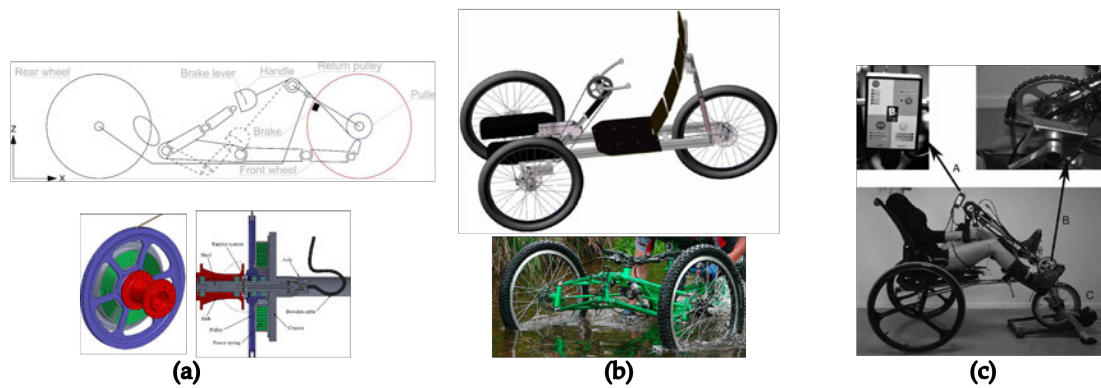 Rear wheel
Brake lever
Handle
Return pulley
Pulle
Brake
Front wheel
Z
X
Ratchet system
Axle
Hub
Pulley
Power spring
Chassis
Bowden cable
A
B
C
(a)
(b)
(c)